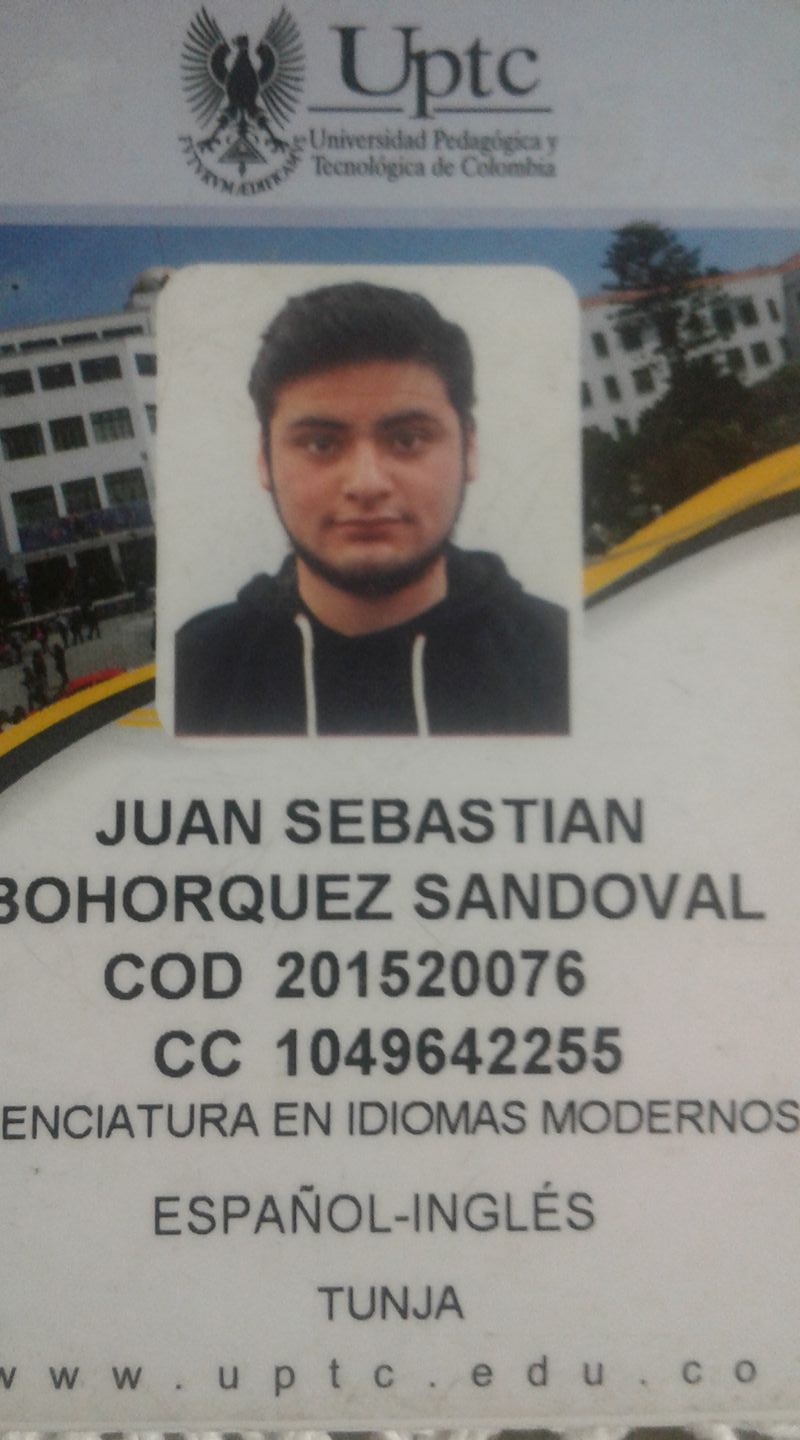 Uptc
Universidad Pedagógica y
Tecnológica de Colombia
JUAN SEBASTIAN
BOHORQUEZ SANDOVAL
COD 201520076
CC 1049642255
ENCIATURA EN IDIOMAS MODERNOS
ESPAÑOL-INGLÉS
TUNJA
www.uptc.edu.co